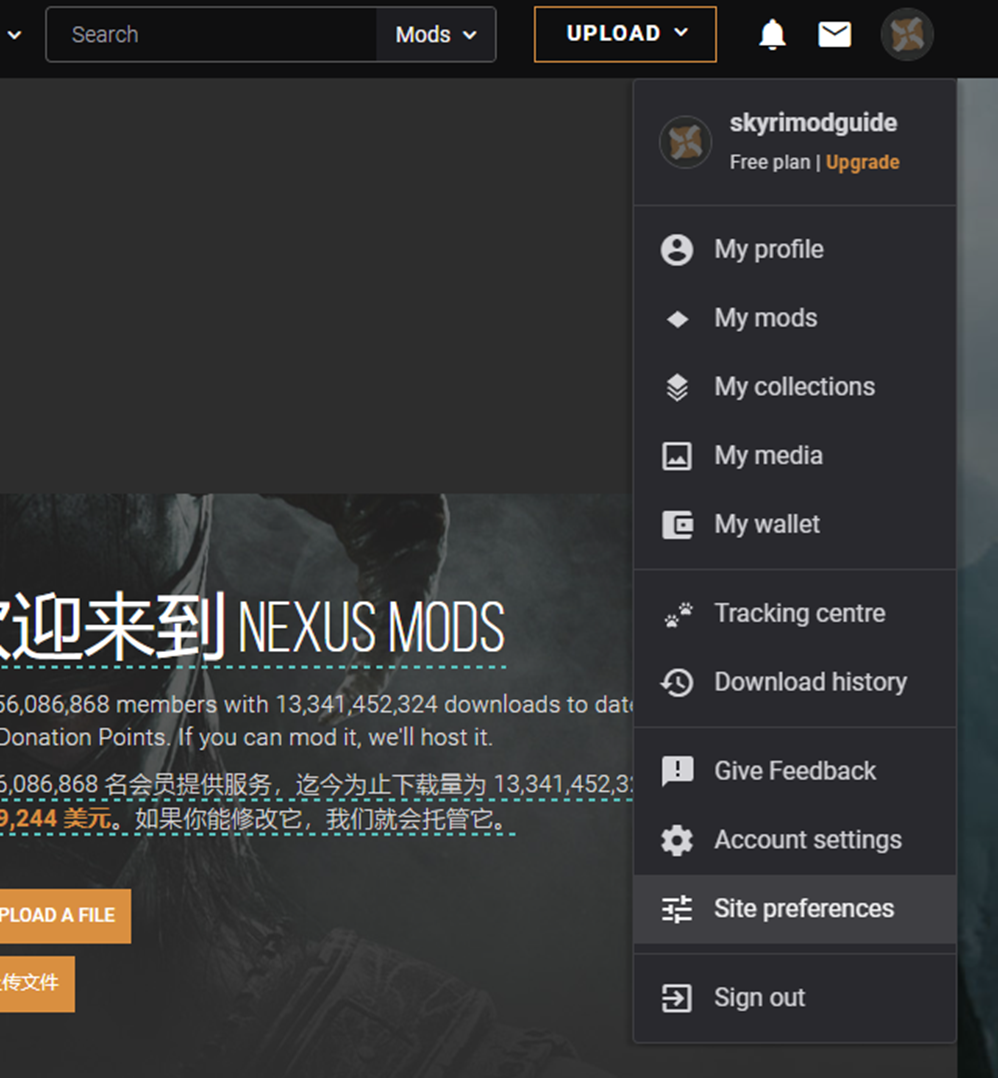 Search
Mods
UPLOAD
skyrimodguide
Free plan | Upgrade
My profile
My mods
My collections
My media
My wallet
Tracking centre
Download history
Give Feedback
Account settings
Site preferences
Sign out
迎来到 NEXUS MODS
56,086,868 members with 13,341,452,324 downloads to date
Donation Points. If you can mod it, we'll host it.
6,086,868 名会员提供服务，迄今为止下载量为 13,341,452,32
9,244 美元。如果你能修改它，我们就会托管它。
PLOAD A FILE
传文件